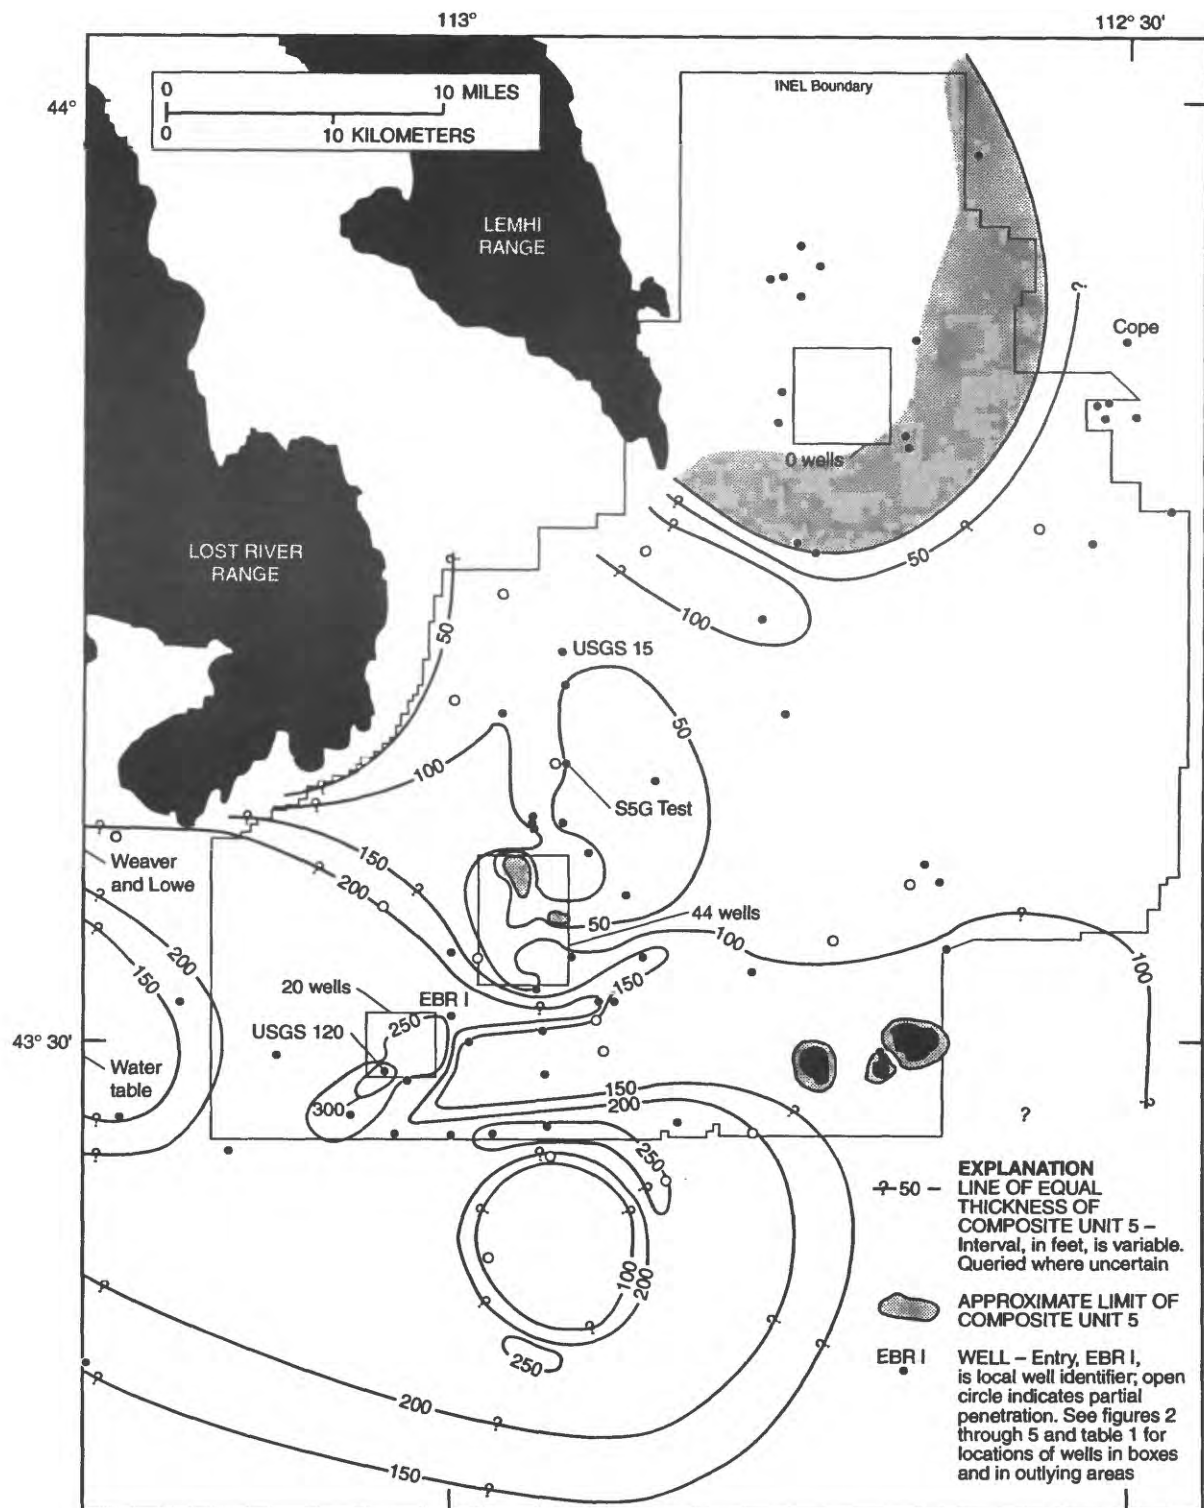 113°
112° 30'
44°
0
10 MILES
0
10 KILOMETERS
INEL Boundary
LEMHI
RANGE
?
Cope
0 wells
?
?
?
50
LOST RIVER
RANGE
?
?
100
50
USGS 15
50
100
S5G Test
?
?
?
?
150
Weaver
and Lowe
?
200
?
?
?
50
44 wells
?
200
100
?
100
150
150
20 wells
EBR I
?
250
USGS 120
43° 30'
Water
table
300
150
200
?
?
?
?
?
?
250
?
?
?
100
200
?
?
?
?
?
250
200
?
?
150
?
EXPLANATION
? 50 – LINE OF EQUAL
THICKNESS OF
COMPOSITE UNIT 5 –
Interval, in feet, is variable.
Queried where uncertain
APPROXIMATE LIMIT OF
COMPOSITE UNIT 5
EBR I WELL – Entry, EBR I,
is local well identifier; open
circle indicates partial
penetration. See figures 2
through 5 and table 1 for
locations of wells in boxes
and in outlying areas